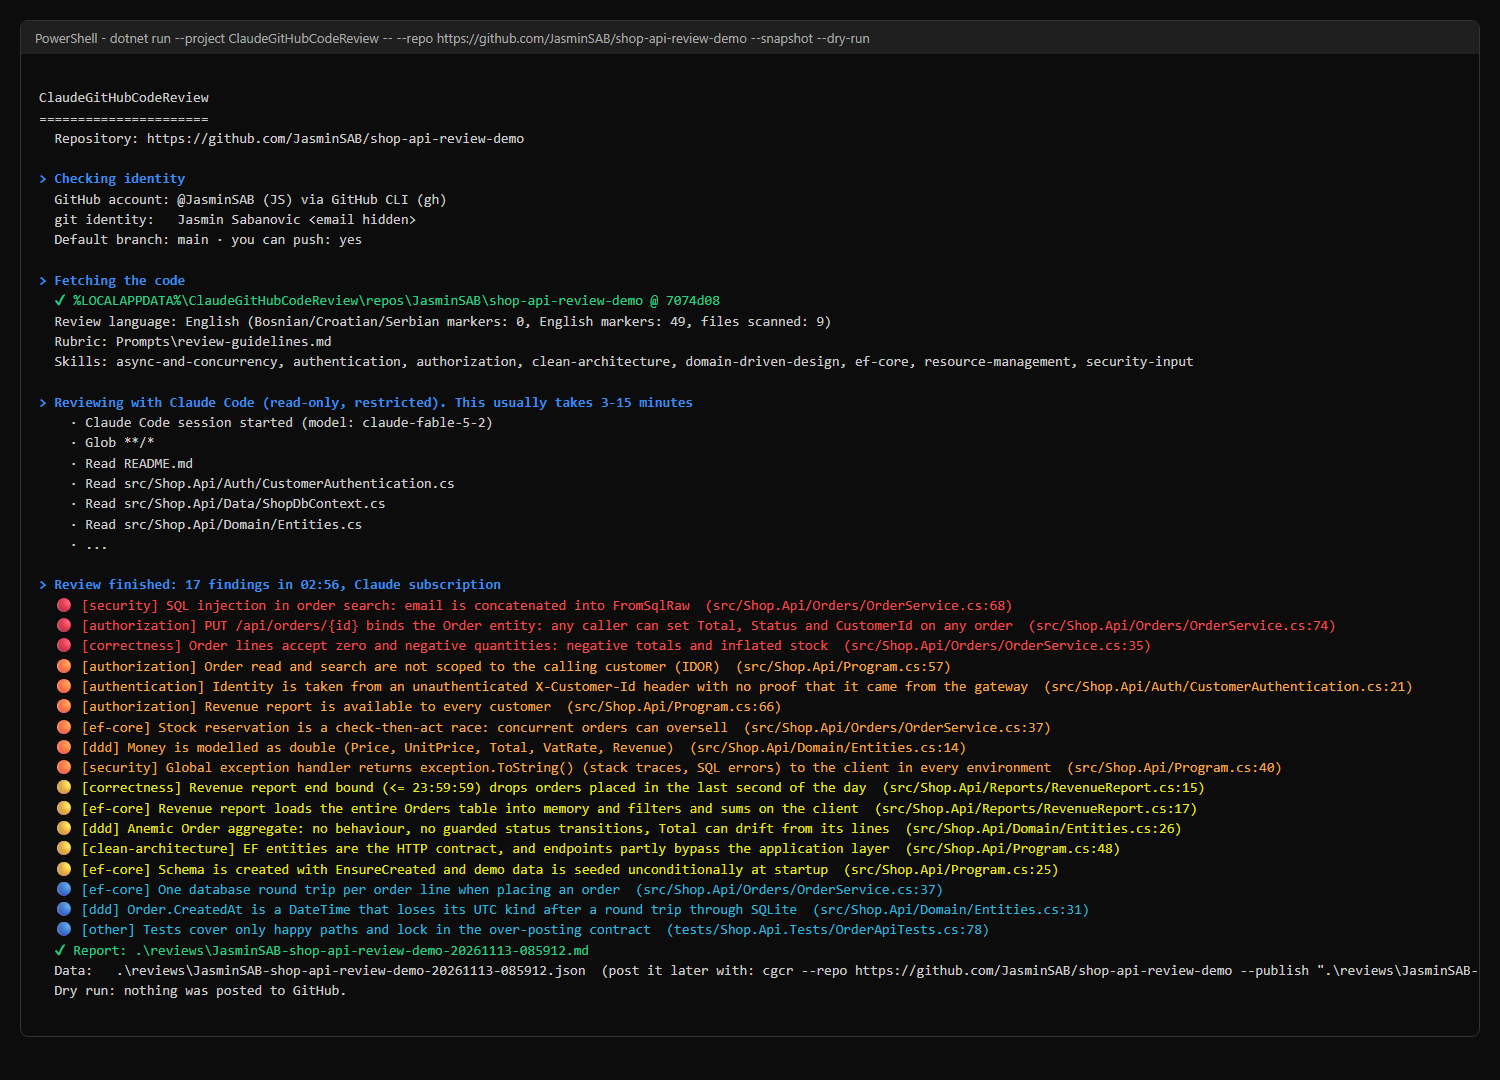 PowerShell - dotnet run --project ClaudeGitHubCodeReview -- --repo https://github.com/JasminSAB/shop-api-review-demo --snapshot --dry-run
ClaudeGitHubCodeReview
======================
Repository: https://github.com/JasminSAB/shop-api-review-demo
> Checking identity
GitHub account: @JasminSAB (JS) via GitHub CLI (gh)
git identity:   Jasmin Sabanovic <email hidden>
Default branch: main · you can push: yes
> Fetching the code
✓ %LOCALAPPDATA%\ClaudeGitHubCodeReview\repos\JasminSAB\shop-api-review-demo @ 7074d08
Review language: English (Bosnian/Croatian/Serbian markers: 0, English markers: 49, files scanned: 9)
Rubric: Prompts\review-guidelines.md
Skills: async-and-concurrency, authentication, authorization, clean-architecture, domain-driven-design, ef-core, resource-management, security-input
> Reviewing with Claude Code (read-only, restricted). This usually takes 3-15 minutes
· Claude Code session started (model: claude-fable-5-2)
· Glob **/*
· Read README.md
· Read src/Shop.Api/Auth/CustomerAuthentication.cs
· Read src/Shop.Api/Data/ShopDbContext.cs
· Read src/Shop.Api/Domain/Entities.cs
· ...
> Review finished: 17 findings in 02:56, Claude subscription
[security] SQL injection in order search: email is concatenated into FromSqlRaw  (src/Shop.Api/Orders/OrderService.cs:68)
[authorization] PUT /api/orders/{id} binds the Order entity: any caller can set Total, Status and CustomerId on any order  (src/Shop.Api/Orders/OrderService.cs:74)
[correctness] Order lines accept zero and negative quantities: negative totals and inflated stock  (src/Shop.Api/Orders/OrderService.cs:35)
[authorization] Order read and search are not scoped to the calling customer (IDOR)  (src/Shop.Api/Program.cs:57)
[authentication] Identity is taken from an unauthenticated X-Customer-Id header with no proof that it came from the gateway  (src/Shop.Api/Auth/CustomerAuthentication.cs:21)
[authorization] Revenue report is available to every customer  (src/Shop.Api/Program.cs:66)
[ef-core] Stock reservation is a check-then-act race: concurrent orders can oversell  (src/Shop.Api/Orders/OrderService.cs:37)
[ddd] Money is modelled as double (Price, UnitPrice, Total, VatRate, Revenue)  (src/Shop.Api/Domain/Entities.cs:14)
[security] Global exception handler returns exception.ToString() (stack traces, SQL errors) to the client in every environment  (src/Shop.Api/Program.cs:40)
[correctness] Revenue report end bound (<= 23:59:59) drops orders placed in the last second of the day  (src/Shop.Api/Reports/RevenueReport.cs:15)
[ef-core] Revenue report loads the entire Orders table into memory and filters and sums on the client  (src/Shop.Api/Reports/RevenueReport.cs:17)
[ddd] Anemic Order aggregate: no behaviour, no guarded status transitions, Total can drift from its lines  (src/Shop.Api/Domain/Entities.cs:26)
[clean-architecture] EF entities are the HTTP contract, and endpoints partly bypass the application layer  (src/Shop.Api/Program.cs:48)
[ef-core] Schema is created with EnsureCreated and demo data is seeded unconditionally at startup  (src/Shop.Api/Program.cs:25)
[ef-core] One database round trip per order line when placing an order  (src/Shop.Api/Orders/OrderService.cs:37)
[ddd] Order.CreatedAt is a DateTime that loses its UTC kind after a round trip through SQLite  (src/Shop.Api/Domain/Entities.cs:31)
[other] Tests cover only happy paths and lock in the over-posting contract  (tests/Shop.Api.Tests/OrderApiTests.cs:78)
✓ Report: .\reviews\JasminSAB-shop-api-review-demo-20261113-085912.md
Data:   .\reviews\JasminSAB-shop-api-review-demo-20261113-085912.json  (post it later with: cgcr --repo https://github.com/JasminSAB/shop-api-review-demo --publish ".\reviews\JasminSAB-
Dry run: nothing was posted to GitHub.